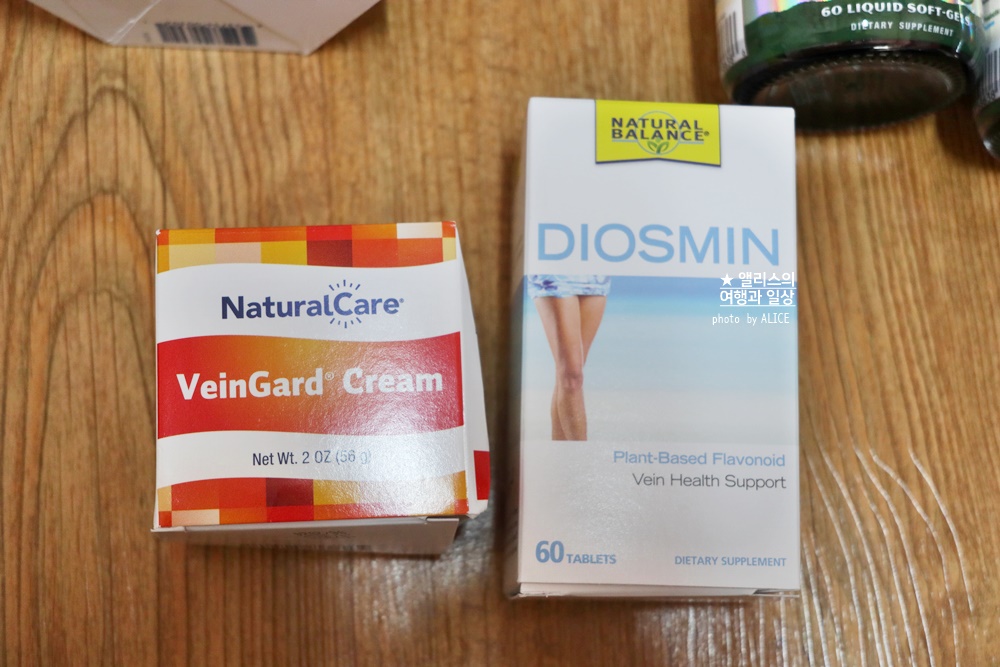 60 LIQUID SOFT-GELS
DIETARY SUPPLEMENT
NATURAL
BALANCE®
DIOSMIN
★ 앨리스의
여행과 일상
photo by ALICE
Plant-Based Flavonoid
Vein Health Support
60 TABLETS
DIETARY SUPPLEMENT
NaturalCare®
VeinGard® Cream
Net Wt. 2 OZ (56 g)